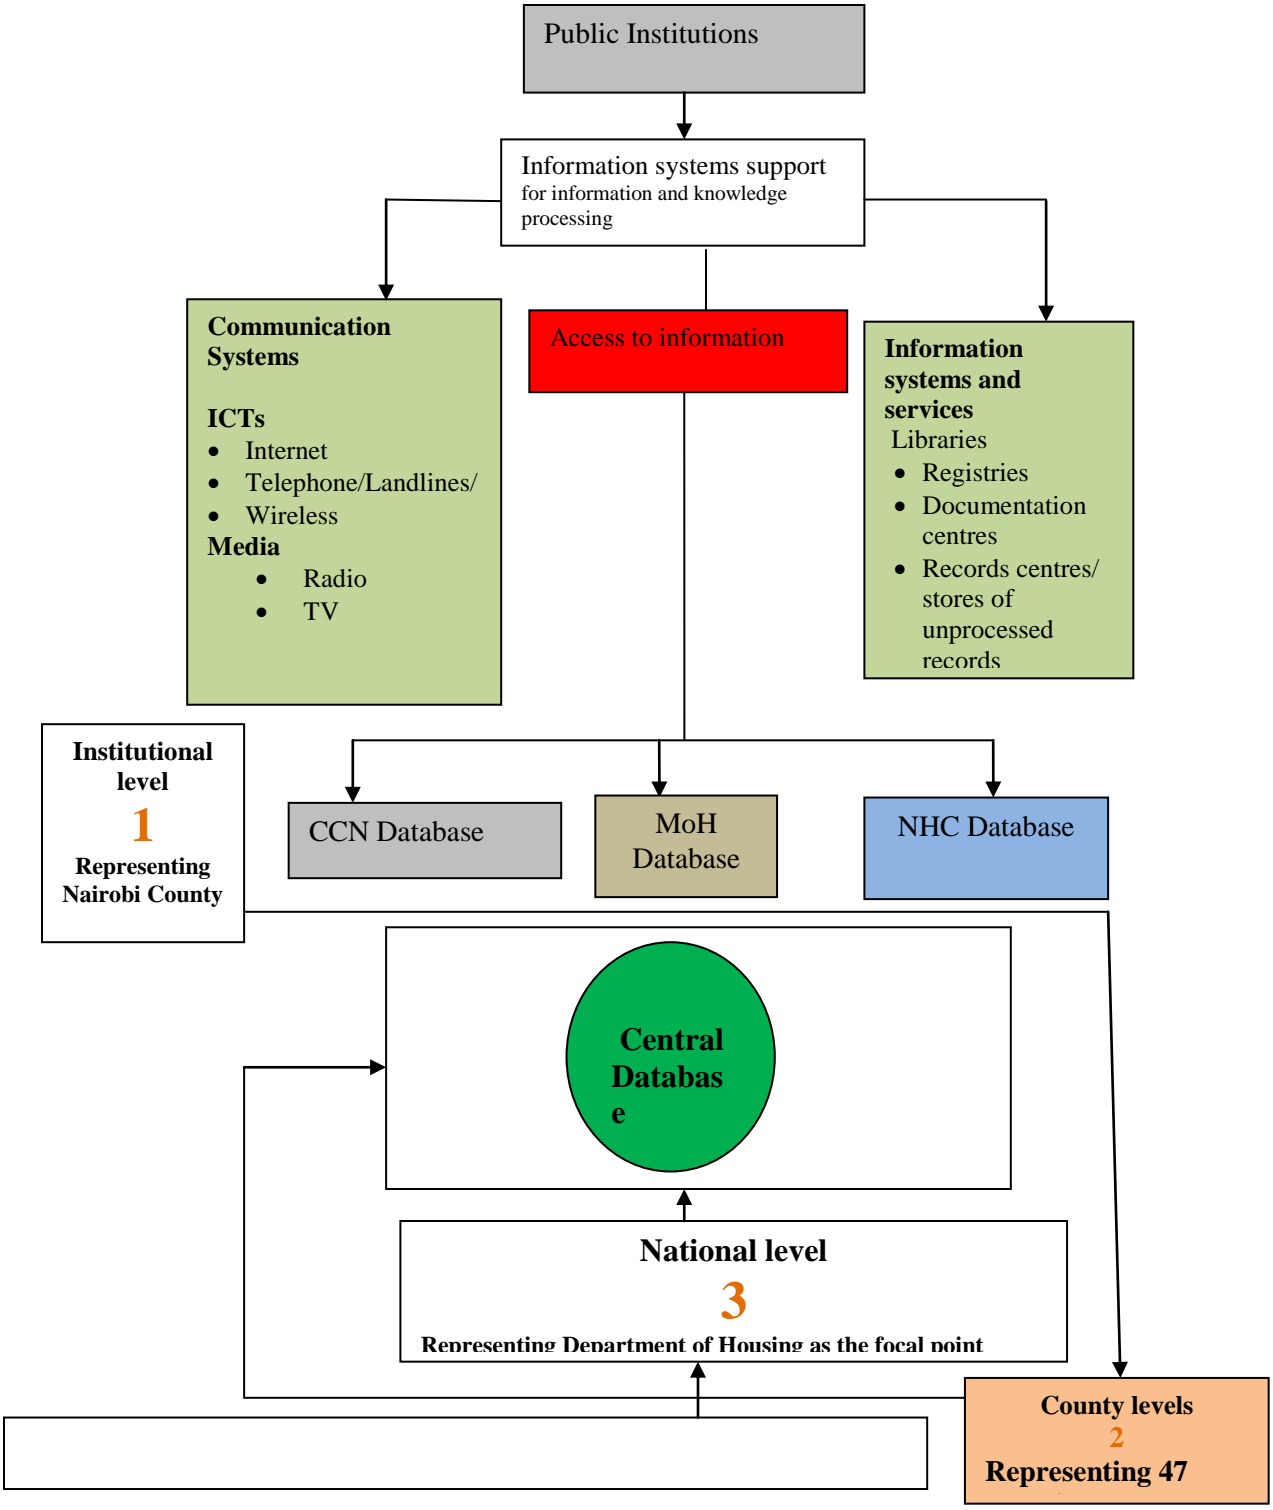 Public Institutions
Information systems support
for information and knowledge
processing
Communication
Systems
ICTs
• Internet
• Telephone/Landlines/
• Wireless
Media
• Radio
• TV
Access to information
Information
systems and
services
Libraries
• Registries
• Documentation
centres
• Records centres/
stores of
unprocessed
records
Institutional
level
1
Representing
Nairobi County
CCN Database
MoH
Database
NHC Database
Central
Databas
e
National level
3
Representing Department of Housing as the focal point
County levels
2
Representing 47